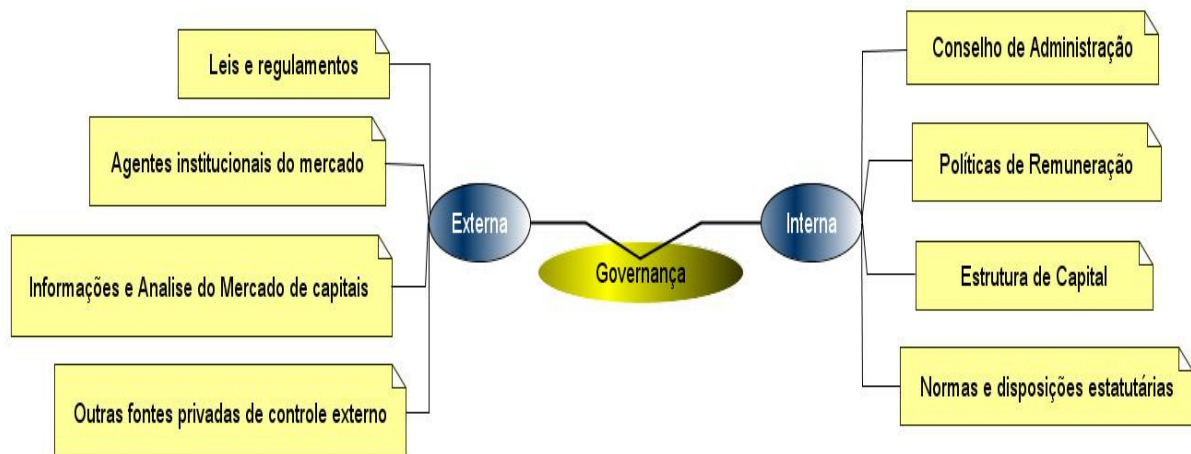 Leis e regulamentos
Agentes institucionais do mercado
Informações e Analise do Mercado de capitais
Outras fontes privadas de controle externo
Externa
Governança
Interna
Conselho de Administração
Políticas de Remuneração
Estrutura de Capital
Normas e disposições estatutárias